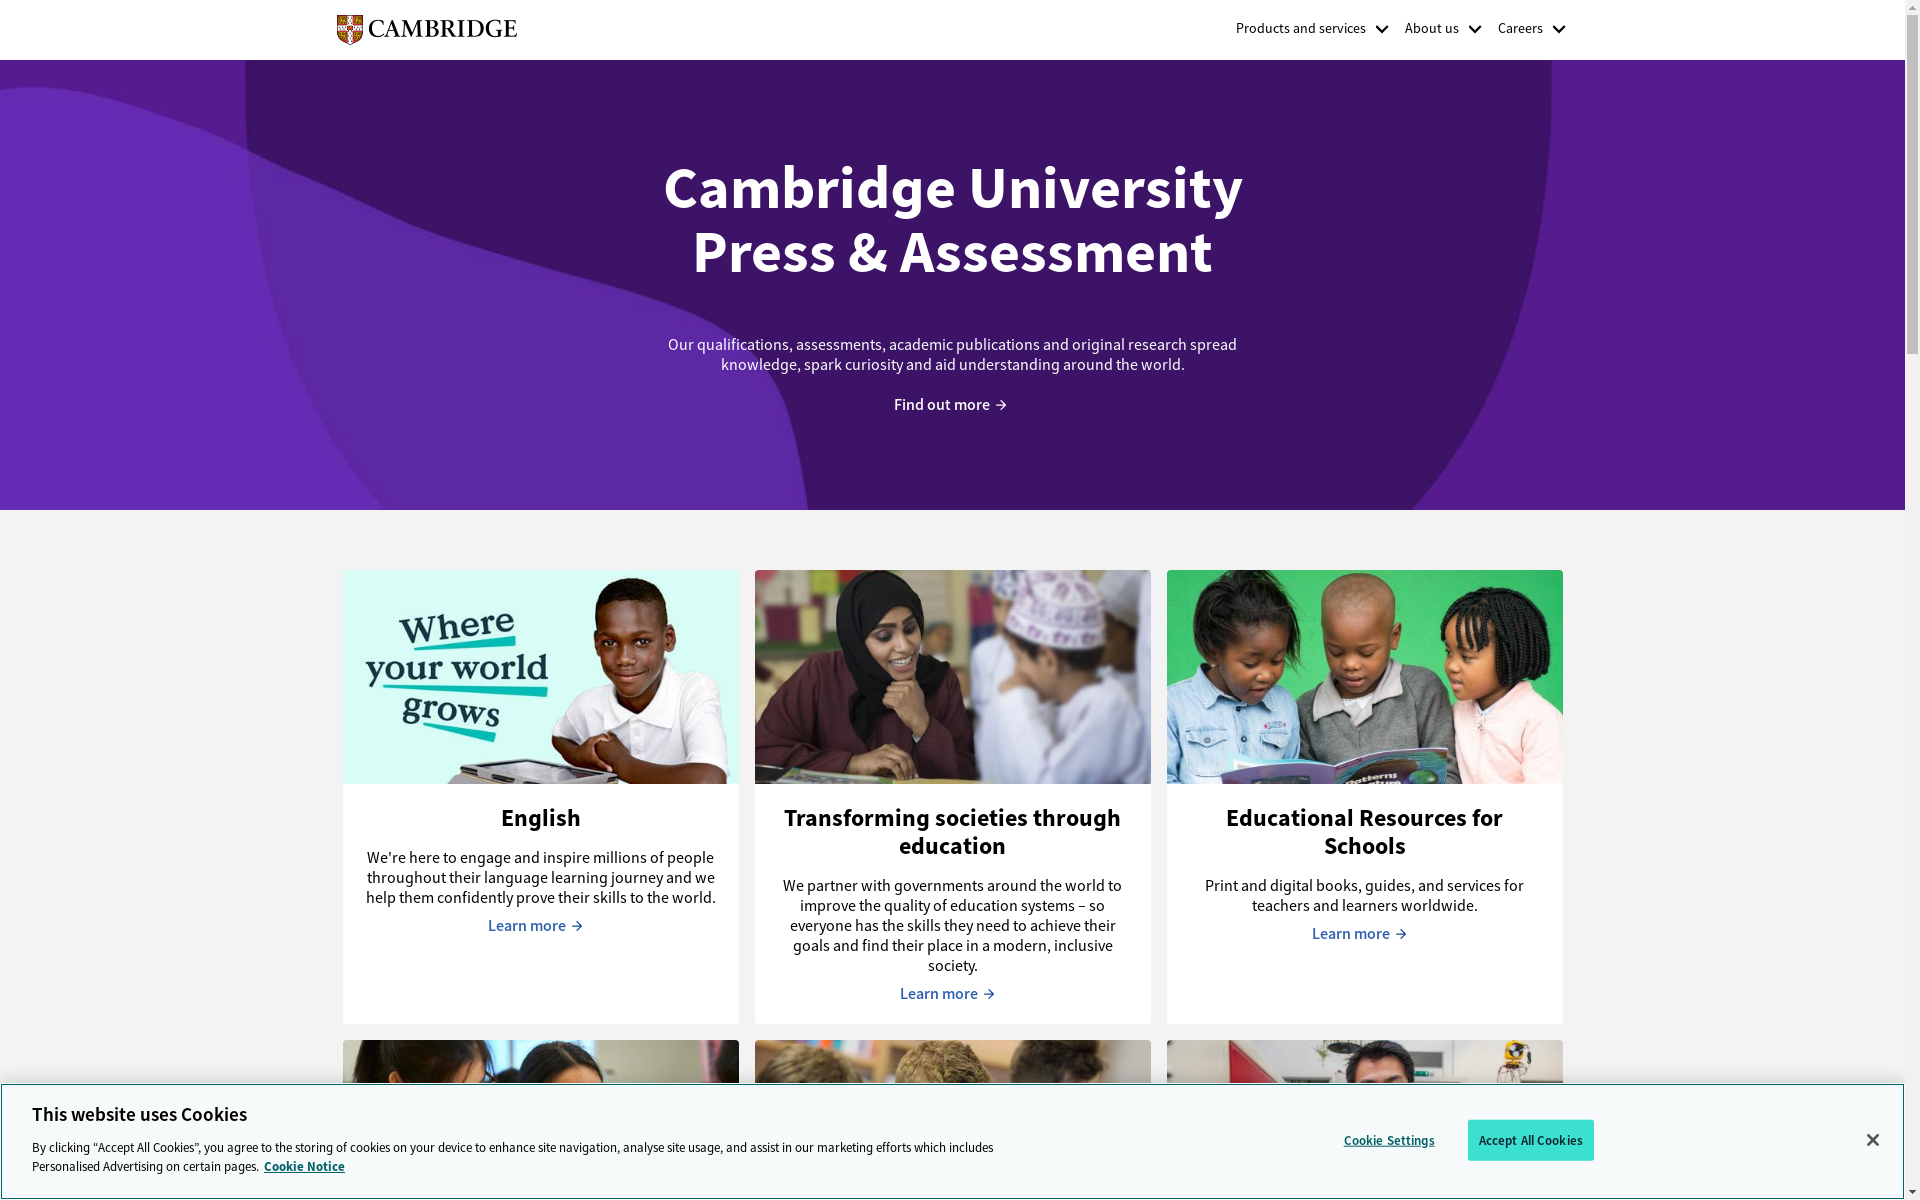 CAMBRIDGE
Products and services
About us
Careers
Cambridge University
Press & Assessment
Our qualifications, assessments, academic publications and original research spread
knowledge, spark curiosity and aid understanding around the world.
Find out more
Where
your world
grows
English
We're here to engage and inspire millions of people
throughout their language learning journey and we
help them confidently prove their skills to the world.
Learn more
Transforming societies through
education
We partner with governments around the world to
improve the quality of education systems – so
everyone has the skills they need to achieve their
goals and find their place in a modern, inclusive
society.
Learn more
Patterns
Educational Resources for
Schools
Print and digital books, guides, and services for
teachers and learners worldwide.
Learn more
This website uses Cookies
By clicking “Accept All Cookies”, you agree to the storing of cookies on your device to enhance site navigation, analyse site usage, and assist in our marketing efforts which includes
Personalised Advertising on certain pages. Cookie Notice
Cookie Settings
Accept All Cookies